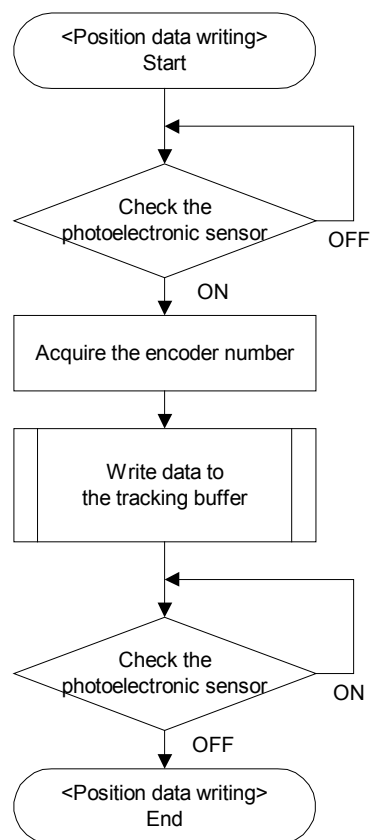 <Position data writing>
Start
Check the
photoelectronic sensor
OFF
ON
Acquire the encoder number
Write data to
the tracking buffer
Check the
photoelectronic sensor
ON
OFF
<Position data writing>
End